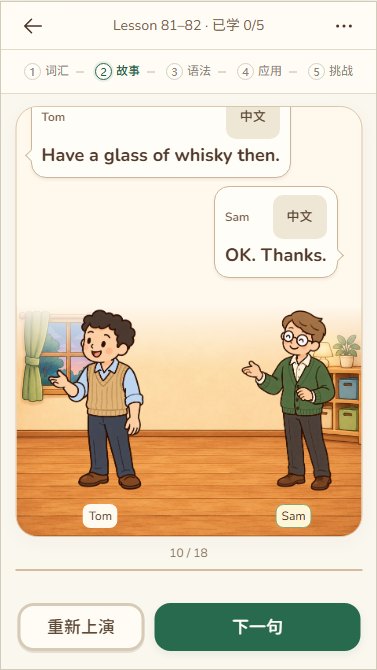 Lesson 81–82 · 已学 0/5
1 词汇 – 2 故事 – 3 语法 – 4 应用 – 5 挑战
Tom 中文
Have a glass of whisky then.
Sam 中文
OK. Thanks.
Tom Sam
10 / 18
重新上演 下一句